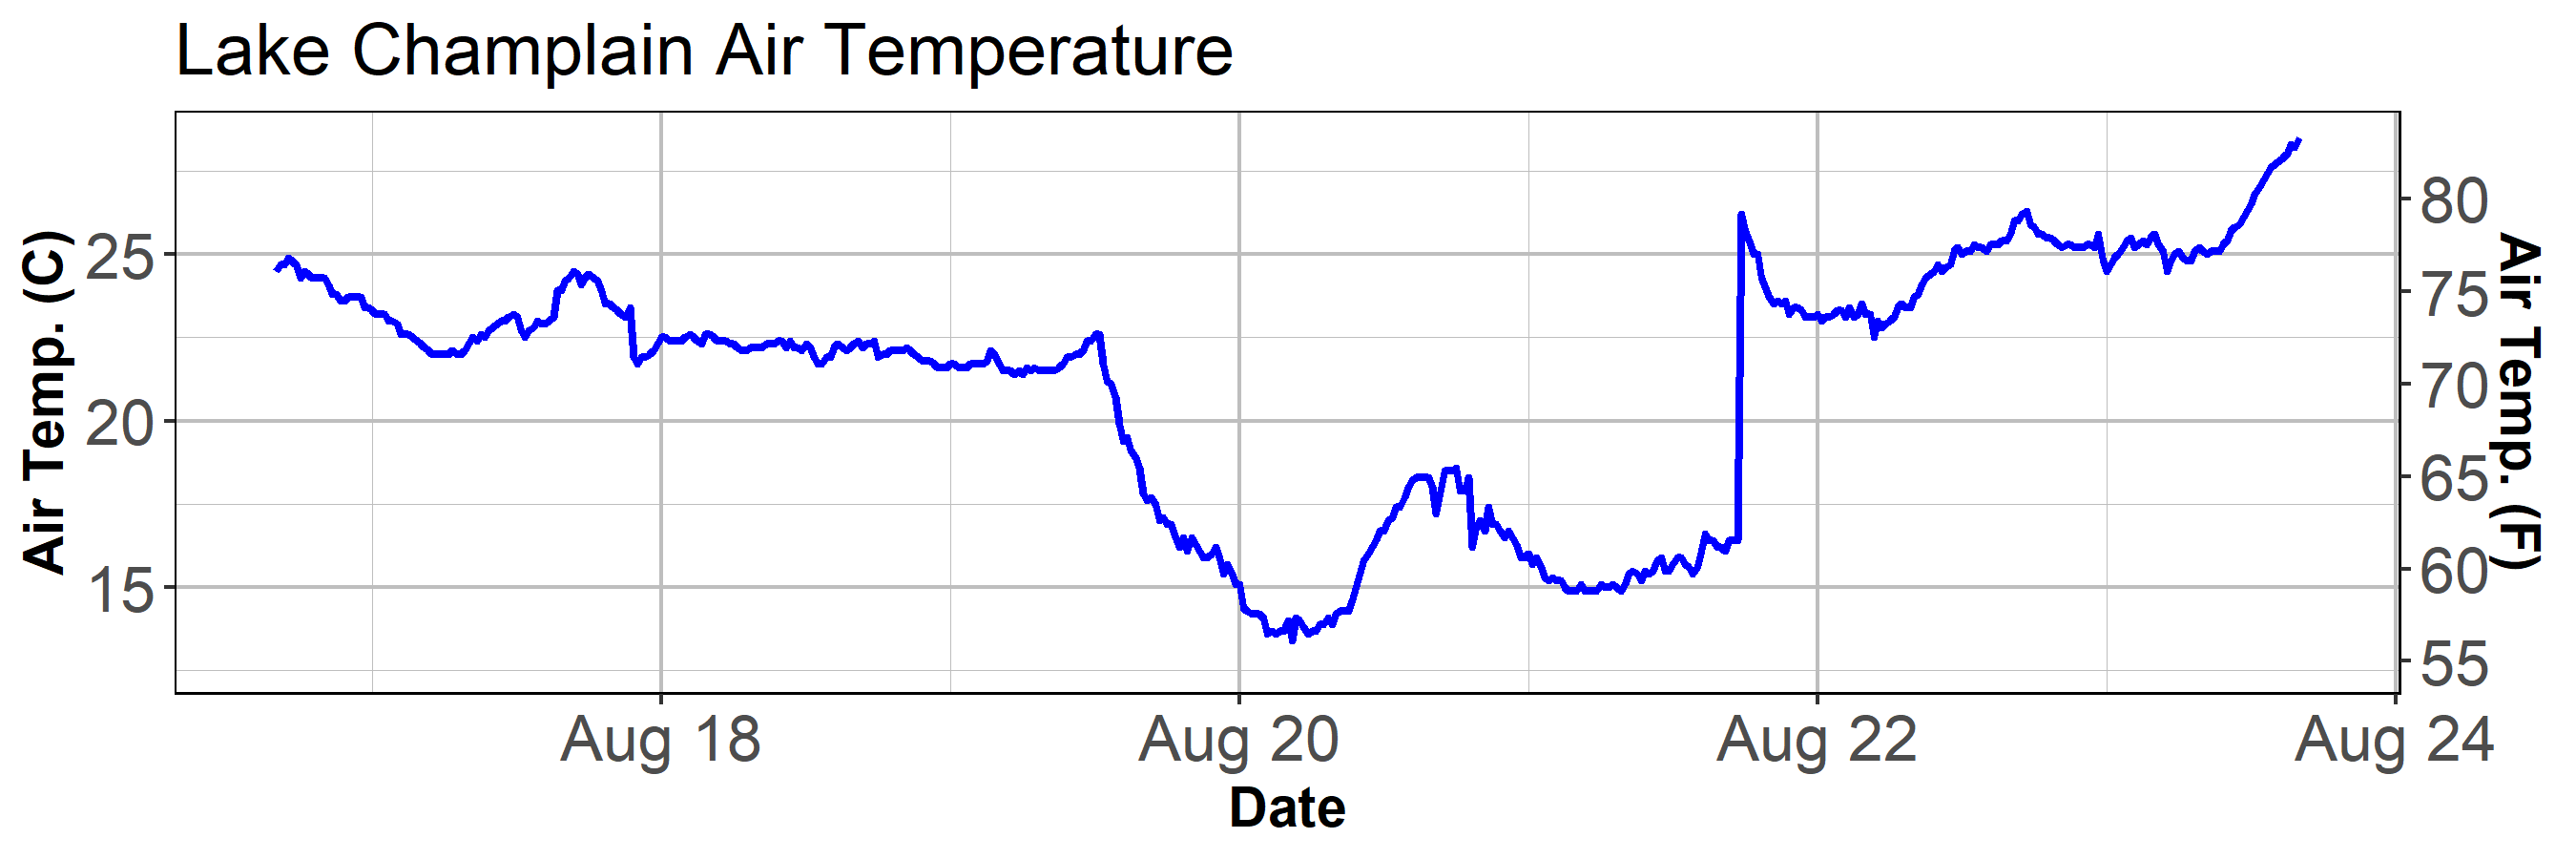 Lake Champlain Air Temperature
Air Temp. (C)
25
20
15
80
75
70
65
60
55
Air Temp. (F)
Aug 18
Aug 20
Aug 22
Aug 24
Date